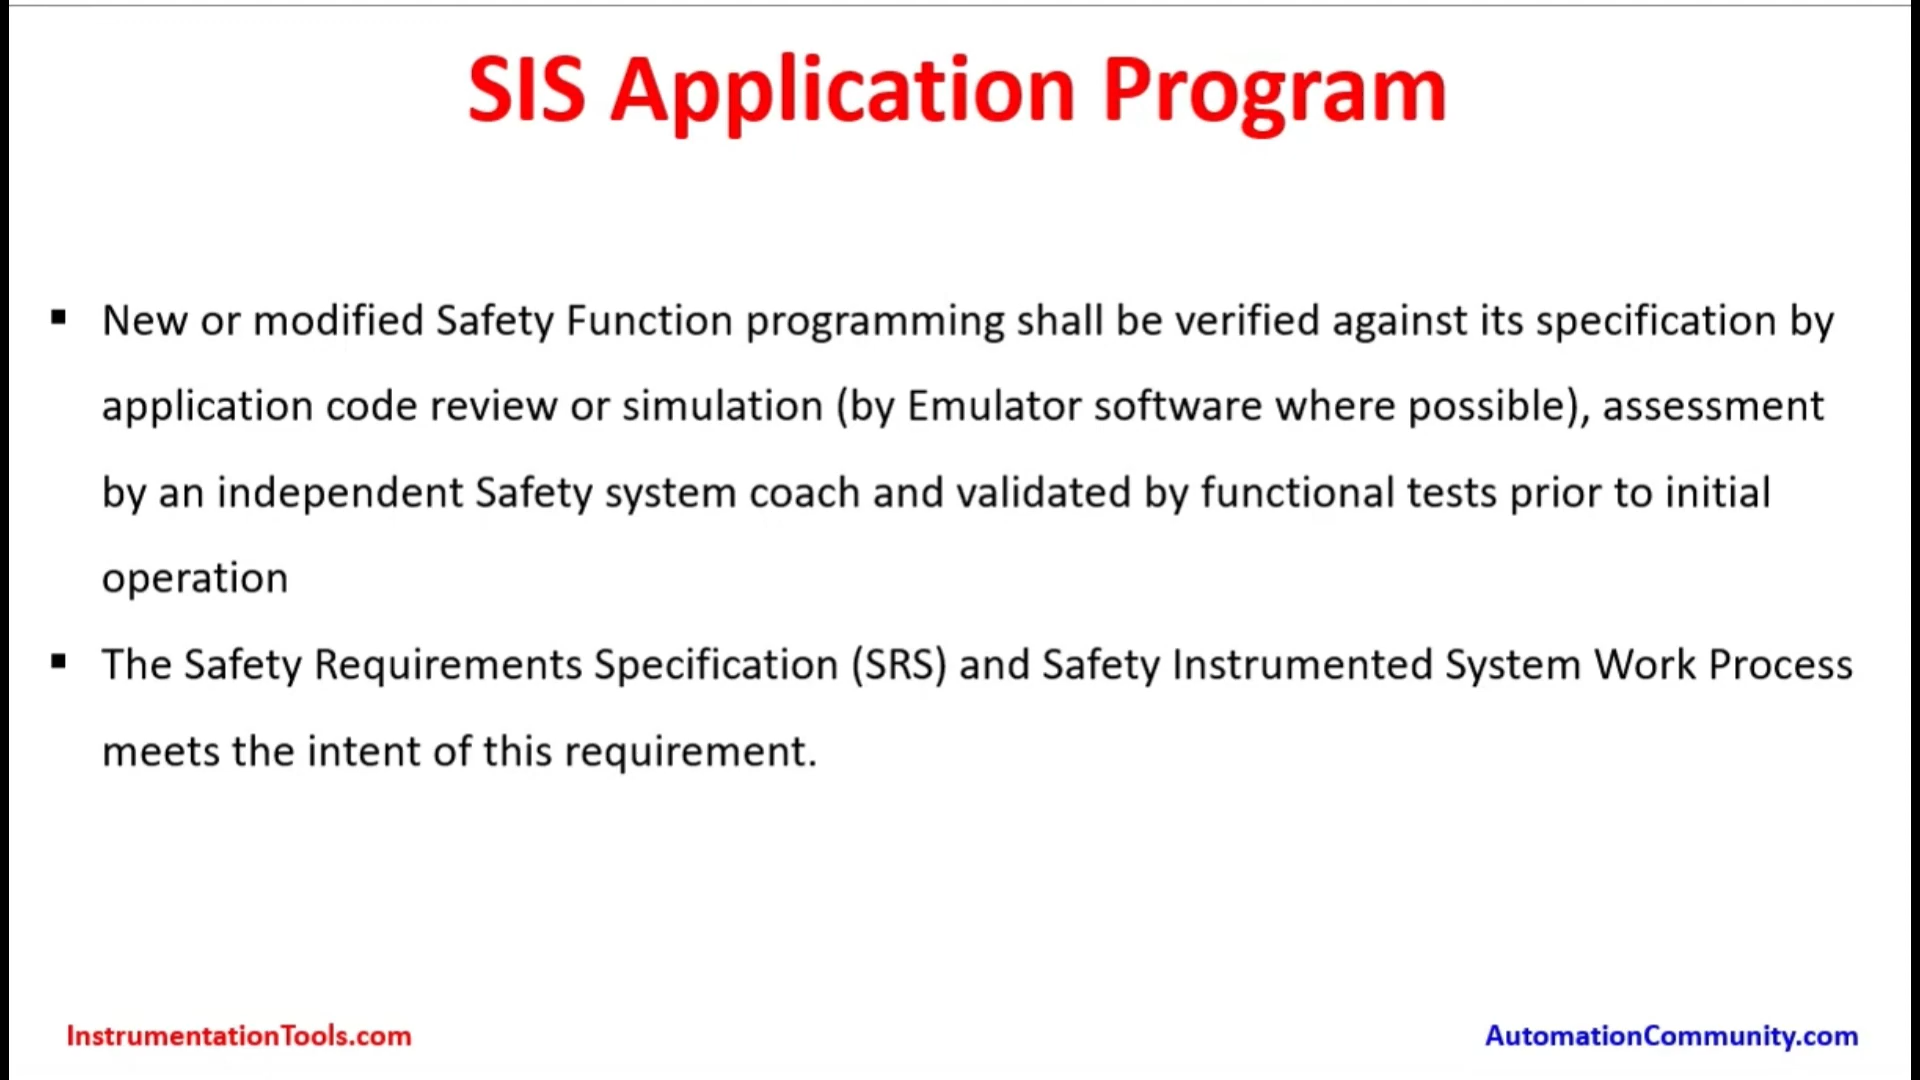 SIS Application Program
▪ New or modified Safety Function programming shall be verified against its specification by
application code review or simulation (by Emulator software where possible), assessment
by an independent Safety system coach and validated by functional tests prior to initial
operation
▪ The Safety Requirements Specification (SRS) and Safety Instrumented System Work Process
meets the intent of this requirement.
InstrumentationTools.com
AutomationCommunity.com